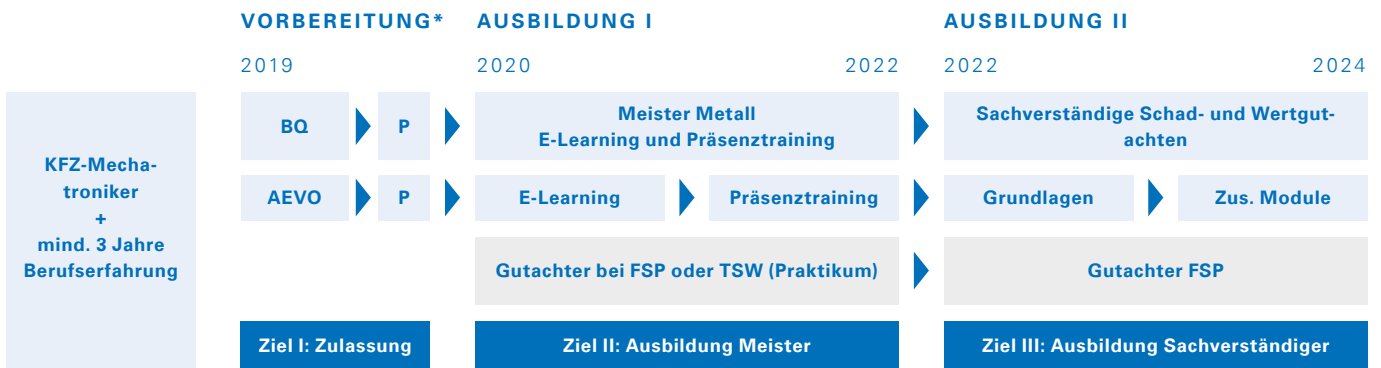 VORBEREITUNG*
AUSBILDUNG I
AUSBILDUNG II
2019
2020
2022
2022
2024
KFZ-Mecha-
troniker
+
mind. 3 Jahre
Berufserfahrung
BQ
P
Meister Metall
E-Learning und Präsenztraining
Sachverständige Schad- und Wertgut-
achten
AEVO
P
E-Learning
Präsenztraining
Grundlagen
Zus. Module
Gutachter bei FSP oder TSW (Praktikum)
Gutachter FSP
Ziel I: Zulassung
Ziel II: Ausbildung Meister
Ziel III: Ausbildung Sachverständiger